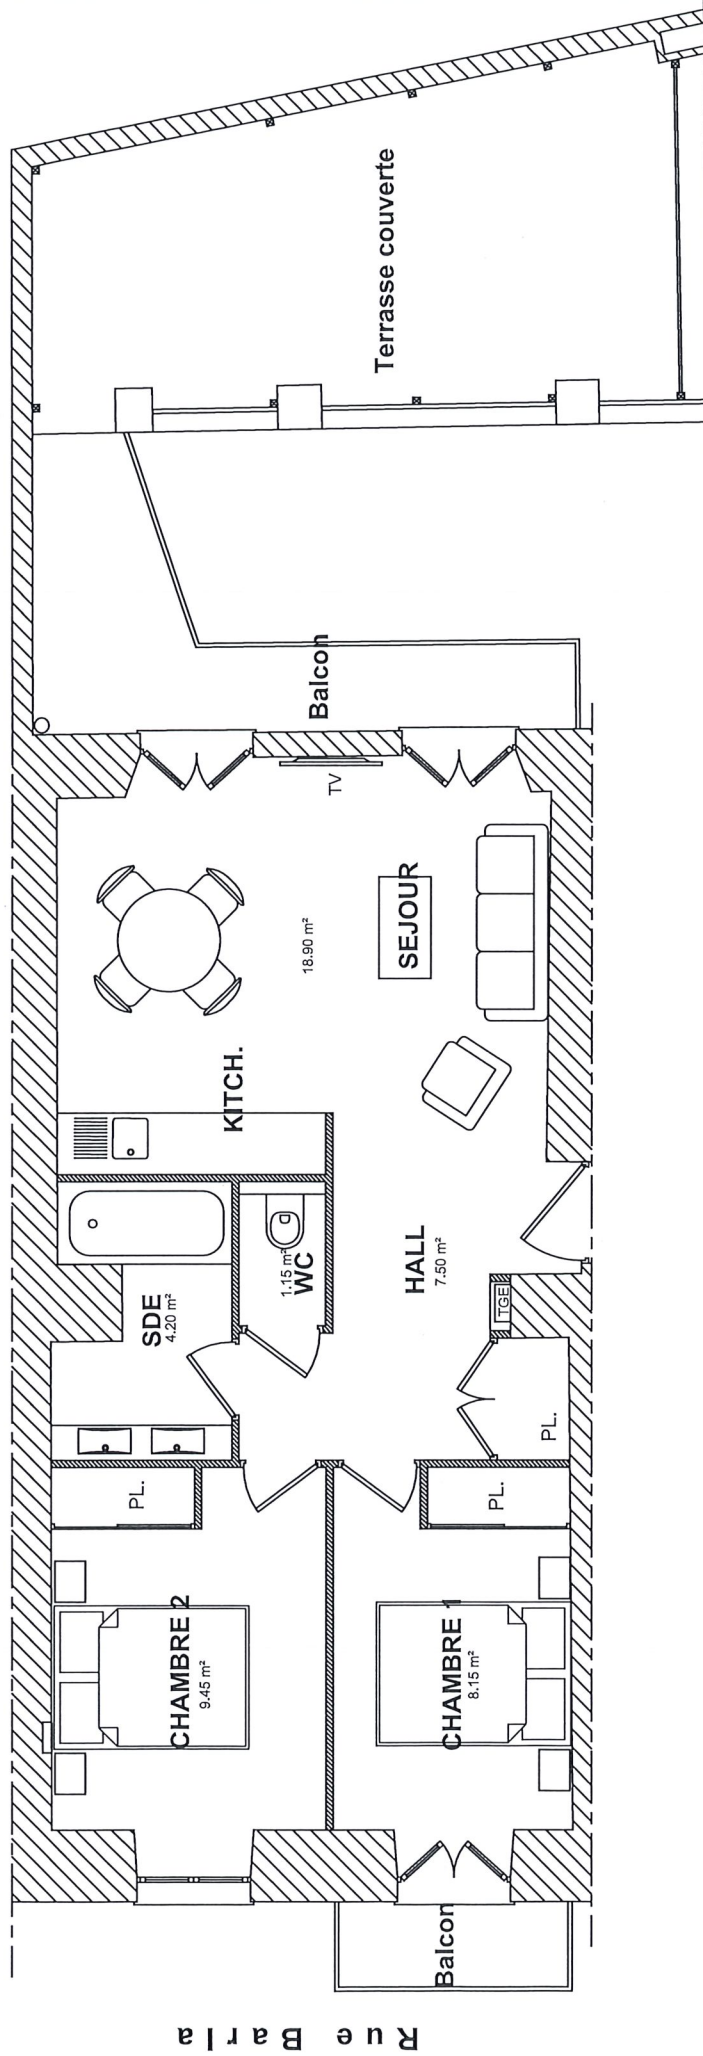 Terrasse couverte
Balcon
TV
SEJOUR
18.90 m²
KITCH.
HALL
7.50 m²
WC
1.15 m²
SDE
4.20 m²
TGE
PL.
PL.
PL.
CHAMBRE 2
9.45 m²
CHAMBRE 1
8.15 m²
Balcon
Rue Barla